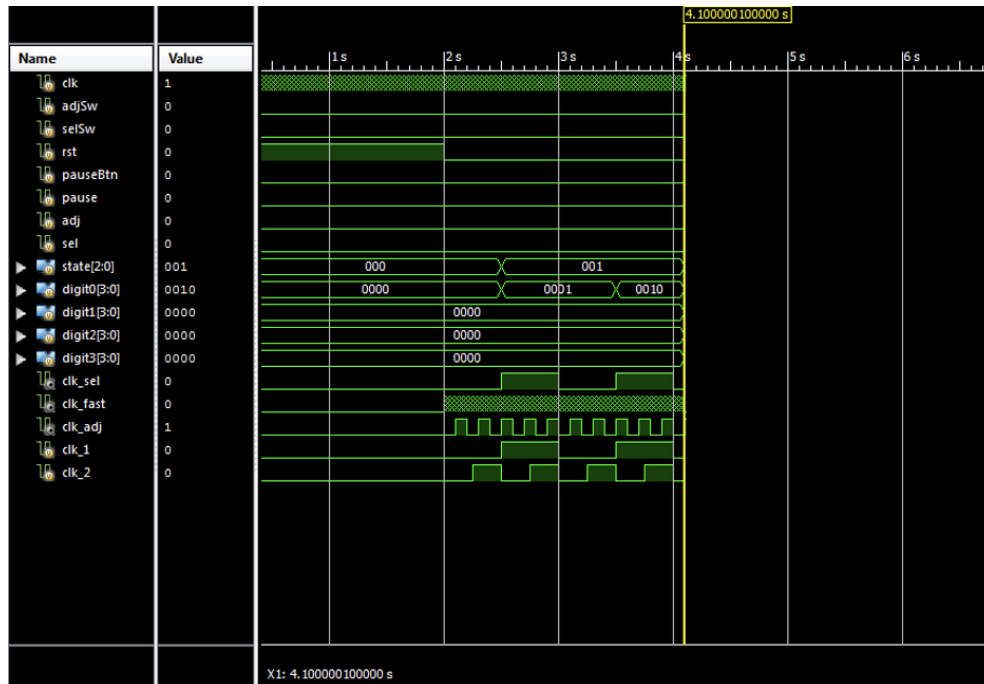 4.100000100000 s
Name Value
1 s 2 s 3 s 4 s 5 s 6 s
clk 1
adjSw 0
selSw 0
rst 0
pauseBtn 0
pause 0
adj 0
sel 0
state[2:0] 001 000 001
digit0[3:0] 0010 0000 0001 0010
digit1[3:0] 0000 0000
digit2[3:0] 0000 0000
digit3[3:0] 0000 0000
clk_sel 0
clk_fast 0
clk_adj 1
clk_1 0
clk_2 0
X1: 4.100000100000 s